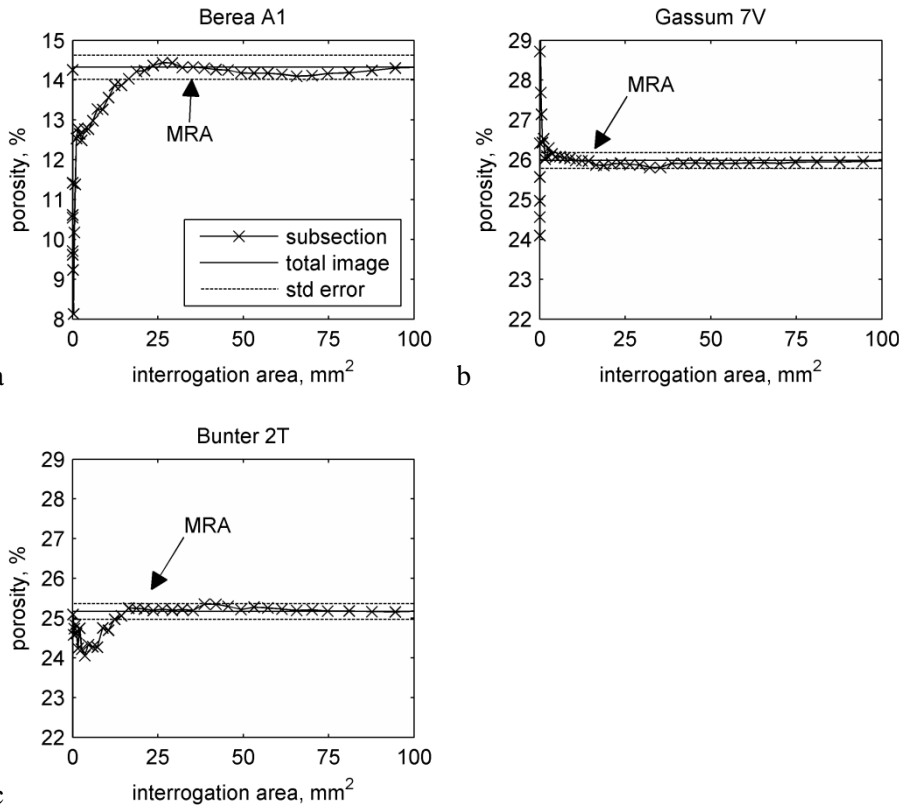 Berea A1
15
14
13
12
11
10
9
8
porosity, %
MRA
subsection
total image
std error
0 25 50 75 100
interrogation area, mm²
a
Gassum 7V
29
28
27
26
25
24
23
22
porosity, %
MRA
0 25 50 75 100
interrogation area, mm²
b
Bunter 2T
29
28
27
26
25
24
23
22
porosity, %
MRA
0 25 50 75 100
interrogation area, mm²
c